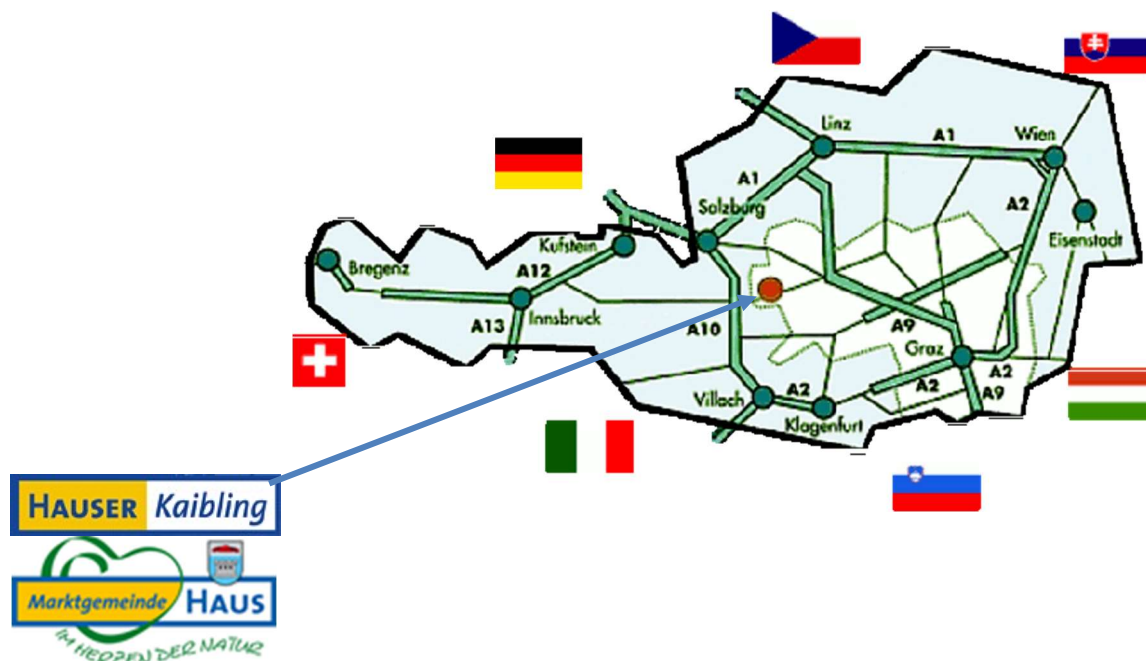 Linz
A1
Wien
A1
Salzburg
A2
Kufstein
Eisenstadt
Bregenz
A12
A13
Innsbruck
A10
A9
Graz
A2
A2
A2
A9
Villach
Klagenfurt
HAUSER Kaibling
Marktgemeinde HAUS
IM HERZEN DER NATUR